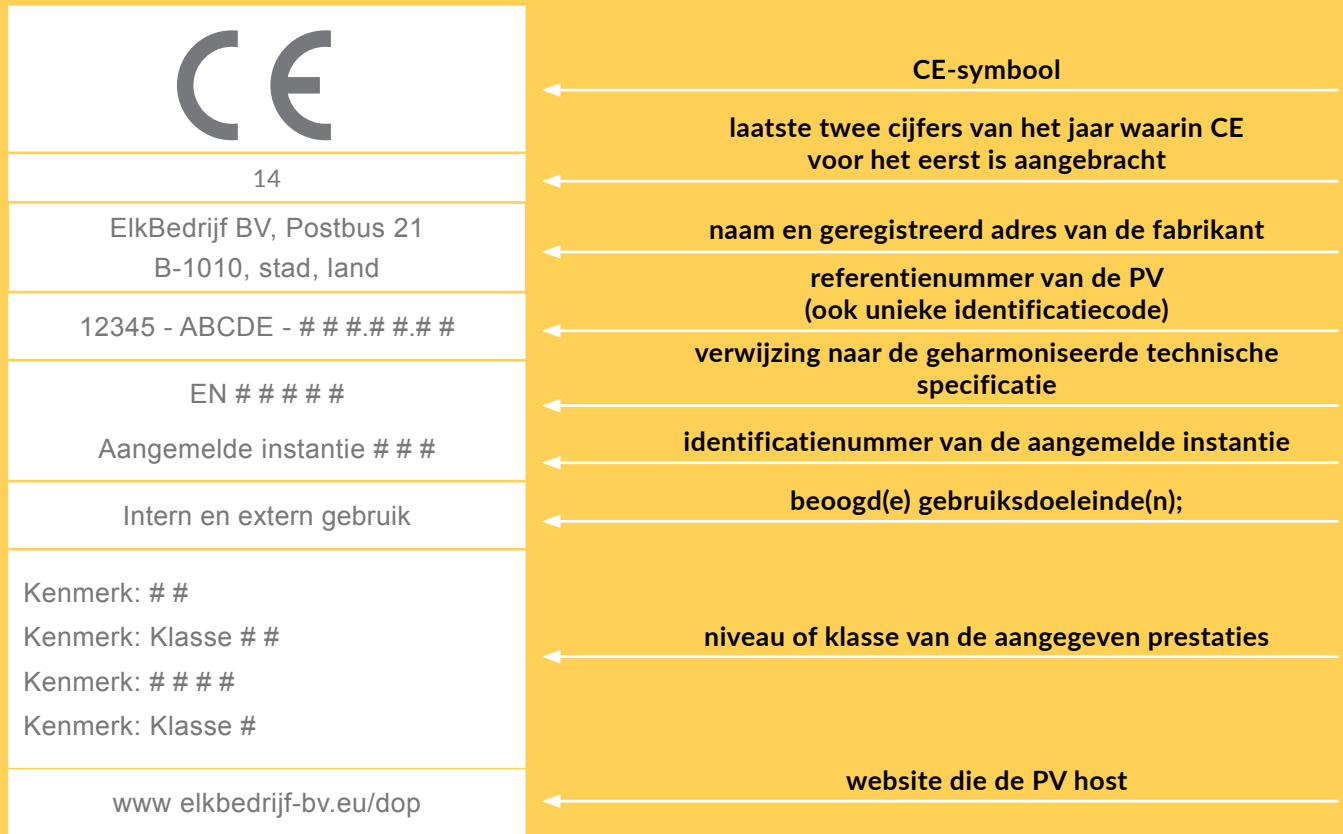 CE
CE-symbool
laatste twee cijfers van het jaar waarin CE
voor het eerst is aangebracht
14
ElkBedrijf BV, Postbus 21
B-1010, stad, land
naam en geregistreerd adres van de fabrikant
referentienummer van de PV
(ook unieke identificatiecode)
12345 - ABCDE - # # #.# #.# #
verwijzing naar de geharmoniseerde technische
specificatie
EN # # # # #
Aangemelde instantie # # #
identificatienummer van de aangemelde instantie
Intern en extern gebruik
beoogd(e) gebruiksdoeleinde(n);
Kenmerk: # #
Kenmerk: Klasse # #
Kenmerk: # # # #
Kenmerk: Klasse #
niveau of klasse van de aangegeven prestaties
www elkbedrijf-bv.eu/dop
website die de PV host